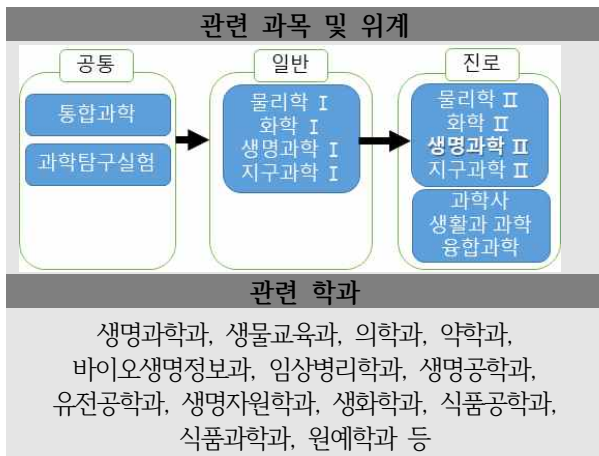 관련 과목 및 위계
공통
통합과학
과학탐구실험
일반
물리학 I
화학 I
생명과학 I
지구과학 I
진로
물리학 II
화학 II
생명과학 II
지구과학 II
과학사
생활과 과학
융합과학
관련 학과
생명과학과, 생물교육과, 의학과, 약학과,
바이오생명정보과, 임상병리학과, 생명공학과,
유전공학과, 생명자원학과, 생화학과, 식품공학과,
식품과학과, 원예학과 등